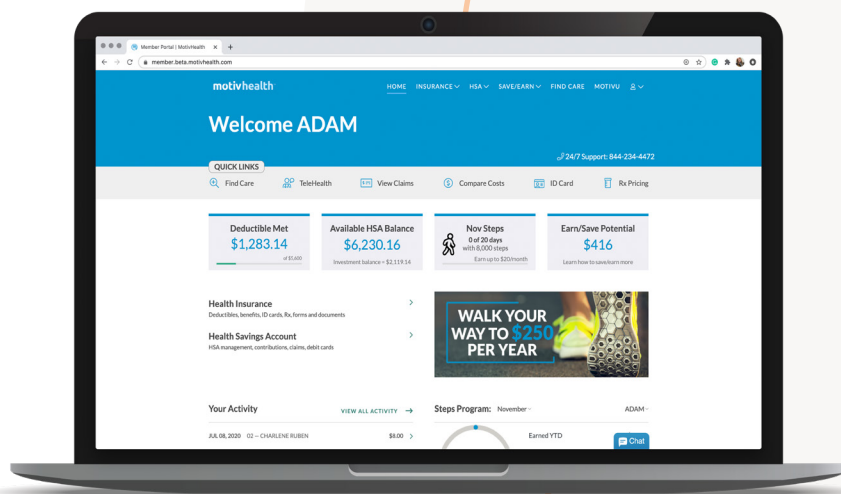 Member Portal | MotivHealth
member.beta.motivhealth.com
motivhealth
HOME INSURANCE HSA SAVE/EARN FIND CARE MOTIVU
Welcome ADAM
24/7 Support: 844-234-4472
QUICK LINKS
Find Care TeleHealth View Claims Compare Costs ID Card Rx Pricing
Deductible Met
$1,283.14
of $5,600
Available HSA Balance
$6,230.16
Investment balance = $2,119.14
Nov Steps
0 of 20 days
with 8,000 steps
Earn up to $20/month
Earn/Save Potential
$416
Learn how to save/earn more
Health Insurance
Deductibles, benefits, ID cards, Rx, forms and documents
Health Savings Account
HSA management, contributions, claims, debit cards
WALK YOUR
WAY TO $250
PER YEAR
Your Activity VIEW ALL ACTIVITY
JUL 08, 2020 02 – CHARLENE RUBEN $8.00
Steps Program: November ADAM
Earned YTD
Chat